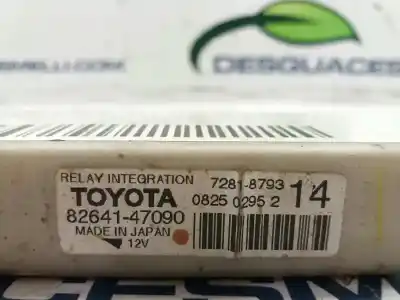 DESGUACES
RELAY INTEGRATION 7281-8793
TOYOTA 0825 0295 2 14
82641-47090
MADE IN JAPAN
12V